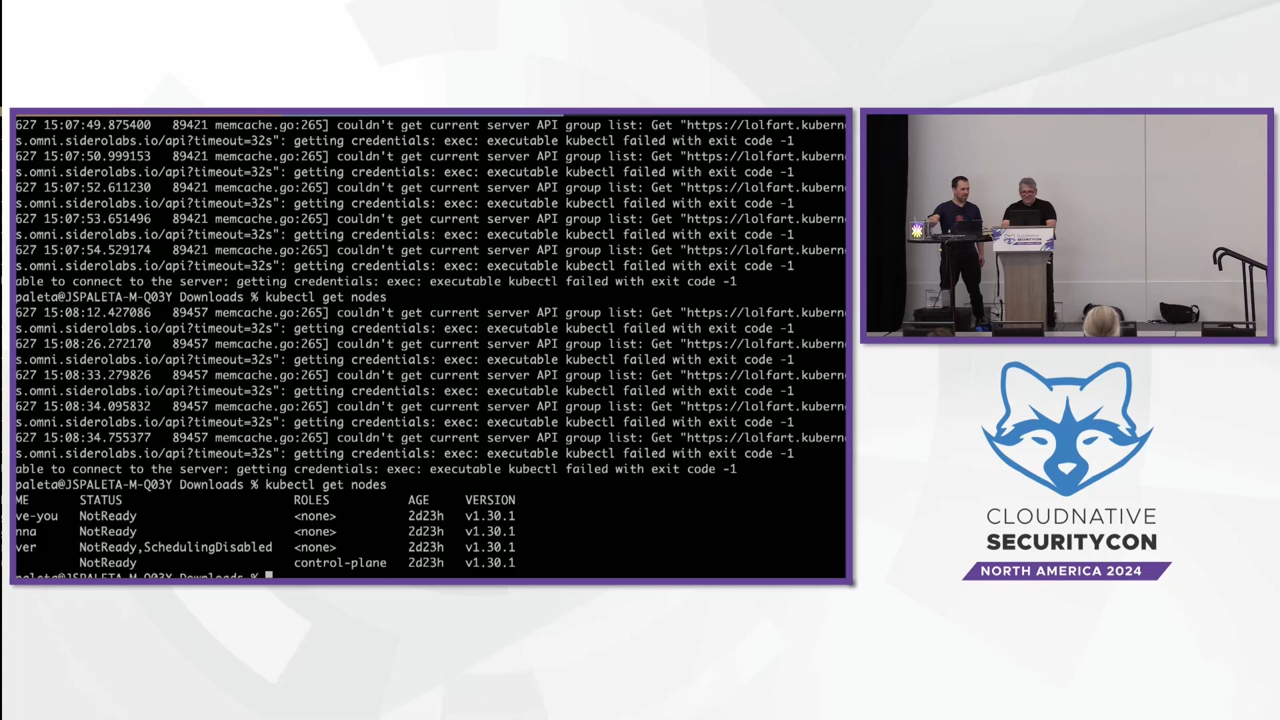 627 15:07:49.875400   89421 memcache.go:265] couldn't get current server API group list: Get "https://lolfart.kubern
s.omni.siderolabs.io/api?timeout=32s": getting credentials: exec: executable kubectl failed with exit code -1
627 15:07:50.999153   89421 memcache.go:265] couldn't get current server API group list: Get "https://lolfart.kubern
s.omni.siderolabs.io/api?timeout=32s": getting credentials: exec: executable kubectl failed with exit code -1
627 15:07:52.611230   89421 memcache.go:265] couldn't get current server API group list: Get "https://lolfart.kubern
s.omni.siderolabs.io/api?timeout=32s": getting credentials: exec: executable kubectl failed with exit code -1
627 15:07:53.651496   89421 memcache.go:265] couldn't get current server API group list: Get "https://lolfart.kubern
s.omni.siderolabs.io/api?timeout=32s": getting credentials: exec: executable kubectl failed with exit code -1
627 15:07:54.529174   89421 memcache.go:265] couldn't get current server API group list: Get "https://lolfart.kubern
s.omni.siderolabs.io/api?timeout=32s": getting credentials: exec: executable kubectl failed with exit code -1
able to connect to the server: getting credentials: exec: executable kubectl failed with exit code -1
paleta@JSPALETA-M-Q03Y Downloads % kubectl get nodes
627 15:08:12.427086   89457 memcache.go:265] couldn't get current server API group list: Get "https://lolfart.kubern
s.omni.siderolabs.io/api?timeout=32s": getting credentials: exec: executable kubectl failed with exit code -1
627 15:08:26.272170   89457 memcache.go:265] couldn't get current server API group list: Get "https://lolfart.kubern
s.omni.siderolabs.io/api?timeout=32s": getting credentials: exec: executable kubectl failed with exit code -1
627 15:08:33.279826   89457 memcache.go:265] couldn't get current server API group list: Get "https://lolfart.kubern
s.omni.siderolabs.io/api?timeout=32s": getting credentials: exec: executable kubectl failed with exit code -1
627 15:08:34.095832   89457 memcache.go:265] couldn't get current server API group list: Get "https://lolfart.kubern
s.omni.siderolabs.io/api?timeout=32s": getting credentials: exec: executable kubectl failed with exit code -1
627 15:08:34.755377   89457 memcache.go:265] couldn't get current server API group list: Get "https://lolfart.kubern
s.omni.siderolabs.io/api?timeout=32s": getting credentials: exec: executable kubectl failed with exit code -1
able to connect to the server: getting credentials: exec: executable kubectl failed with exit code -1
paleta@JSPALETA-M-Q03Y Downloads % kubectl get nodes
ME STATUS ROLES AGE VERSION
ve-you NotReady <none> 2d23h v1.30.1
nna NotReady <none> 2d23h v1.30.1
ver NotReady,SchedulingDisabled <none> 2d23h v1.30.1
NotReady control-plane 2d23h v1.30.1
paleta@JSPALETA-M-Q03Y Downloads %
CLOUDNATIVE
SECURITYCON
CLOUDNATIVE
SECURITYCON
NORTH AMERICA 2024